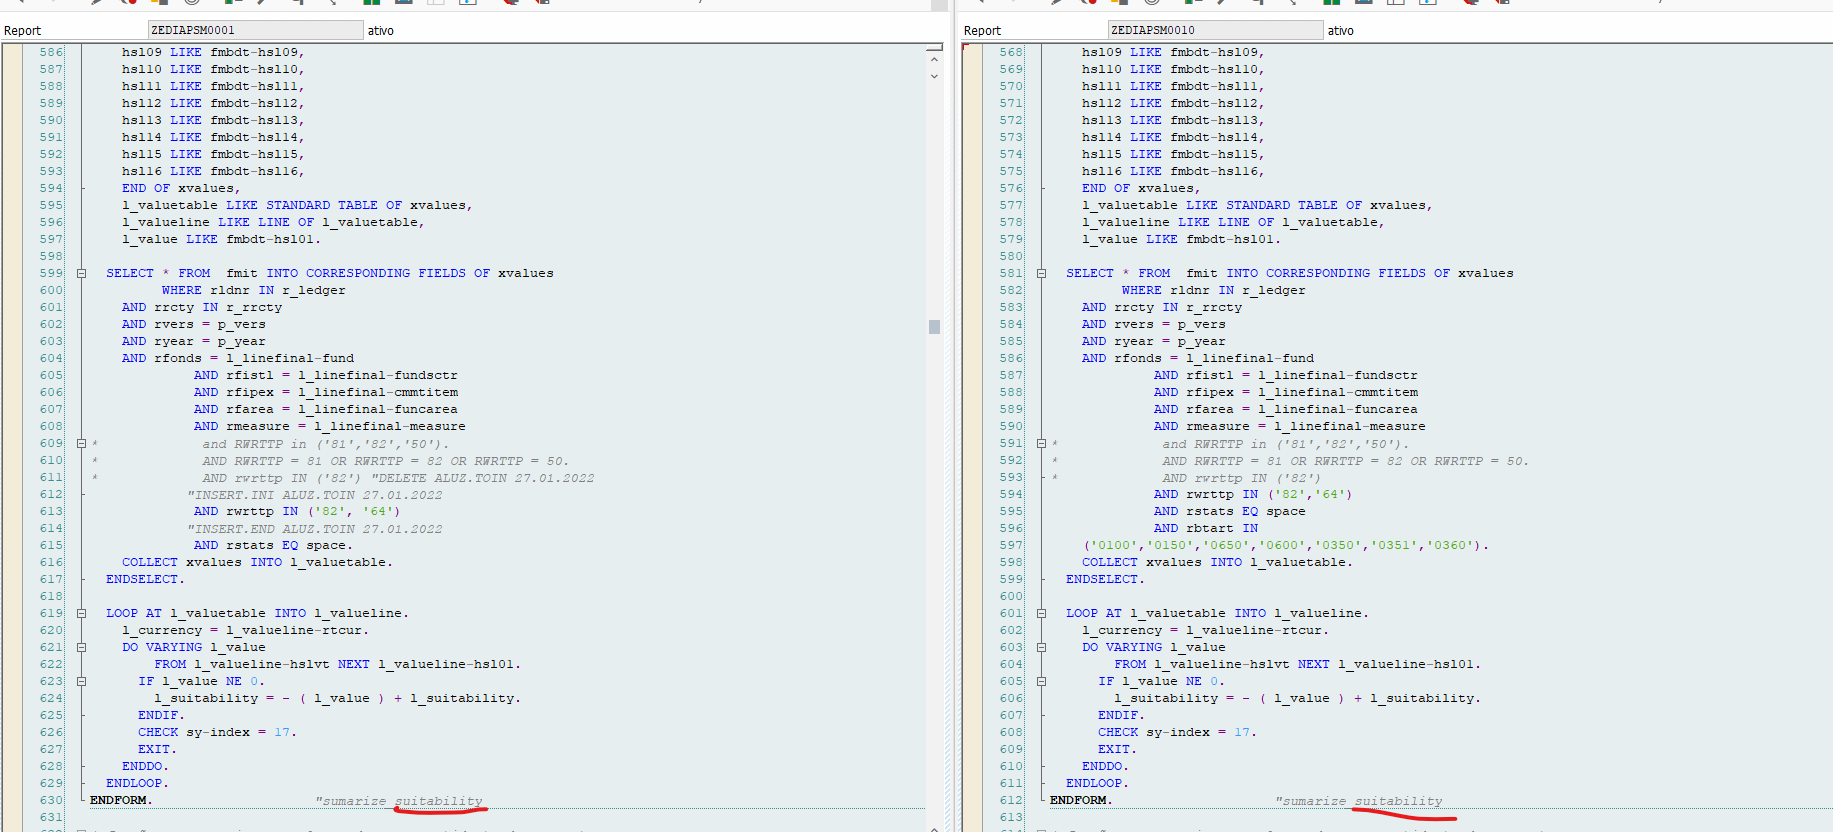 Report ZEDIAPSM0001 ativo
586 hsl09 LIKE fmbdt-hsl09,
587 hsl10 LIKE fmbdt-hsl10,
588 hsl11 LIKE fmbdt-hsl11,
589 hsl12 LIKE fmbdt-hsl12,
590 hsl13 LIKE fmbdt-hsl13,
591 hsl14 LIKE fmbdt-hsl14,
592 hsl15 LIKE fmbdt-hsl15,
593 hsl16 LIKE fmbdt-hsl16,
594 END OF xvalues,
595 l_valuetable LIKE STANDARD TABLE OF xvalues,
596 l_valueline LIKE LINE OF l_valuetable,
597 l_value LIKE fmbdt-hsl01.
598
599 SELECT * FROM fmit INTO CORRESPONDING FIELDS OF xvalues
600 WHERE rldnr IN r_ledger
601 AND rrcty IN r_rrcty
602 AND rvers = p_vers
603 AND ryear = p_year
604 AND rfonds = l_linefinal-fund
605 AND rfistl = l_linefinal-fundsctr
606 AND rfipex = l_linefinal-cmmtitem
607 AND rfarea = l_linefinal-funcarea
608 AND rmeasure = l_linefinal-measure
609 * and RWRTTP in ('81','82','50').
610 * AND RWRTTP = 81 OR RWRTTP = 82 OR RWRTTP = 50.
611 * AND rwrttp IN ('82') "DELETE ALUZ.TOIN 27.01.2022
612 "INSERT.INI ALUZ.TOIN 27.01.2022
613 AND rwrttp IN ('82', '64')
614 "INSERT.END ALUZ.TOIN 27.01.2022
615 AND rstats EQ space.
616 COLLECT xvalues INTO l_valuetable.
617 ENDSELECT.
618
619 LOOP AT l_valuetable INTO l_valueline.
620 l_currency = l_valueline-rtcur.
621 DO VARYING l_value
622 FROM l_valueline-hslvt NEXT l_valueline-hsl01.
623 IF l_value NE 0.
624 l_suitability = - ( l_value ) + l_suitability.
625 ENDIF.
626 CHECK sy-index = 17.
627 EXIT.
628 ENDDO.
629 ENDLOOP.
630 ENDFORM. "sumarize suitability
631
Report ZEDIAPSM0010 ativo
568 hsl09 LIKE fmbdt-hsl09,
569 hsl10 LIKE fmbdt-hsl10,
570 hsl11 LIKE fmbdt-hsl11,
571 hsl12 LIKE fmbdt-hsl12,
572 hsl13 LIKE fmbdt-hsl13,
573 hsl14 LIKE fmbdt-hsl14,
574 hsl15 LIKE fmbdt-hsl15,
575 hsl16 LIKE fmbdt-hsl16,
576 END OF xvalues,
577 l_valuetable LIKE STANDARD TABLE OF xvalues,
578 l_valueline LIKE LINE OF l_valuetable,
579 l_value LIKE fmbdt-hsl01.
580
581 SELECT * FROM fmit INTO CORRESPONDING FIELDS OF xvalues
582 WHERE rldnr IN r_ledger
583 AND rrcty IN r_rrcty
584 AND rvers = p_vers
585 AND ryear = p_year
586 AND rfonds = l_linefinal-fund
587 AND rfistl = l_linefinal-fundsctr
588 AND rfipex = l_linefinal-cmmtitem
589 AND rfarea = l_linefinal-funcarea
590 AND rmeasure = l_linefinal-measure
591 * and RWRTTP in ('81','82','50').
592 * AND RWRTTP = 81 OR RWRTTP = 82 OR RWRTTP = 50.
593 * AND rwrttp IN ('82')
594 AND rwrttp IN ('82','64')
595 AND rstats EQ space
596 AND rbtart IN
597 ('0100','0150','0650','0600','0350','0351','0360').
598 COLLECT xvalues INTO l_valuetable.
599 ENDSELECT.
600
601 LOOP AT l_valuetable INTO l_valueline.
602 l_currency = l_valueline-rtcur.
603 DO VARYING l_value
604 FROM l_valueline-hslvt NEXT l_valueline-hsl01.
605 IF l_value NE 0.
606 l_suitability = - ( l_value ) + l_suitability.
607 ENDIF.
608 CHECK sy-index = 17.
609 EXIT.
610 ENDDO.
611 ENDLOOP.
612 ENDFORM. "sumarize suitability
613